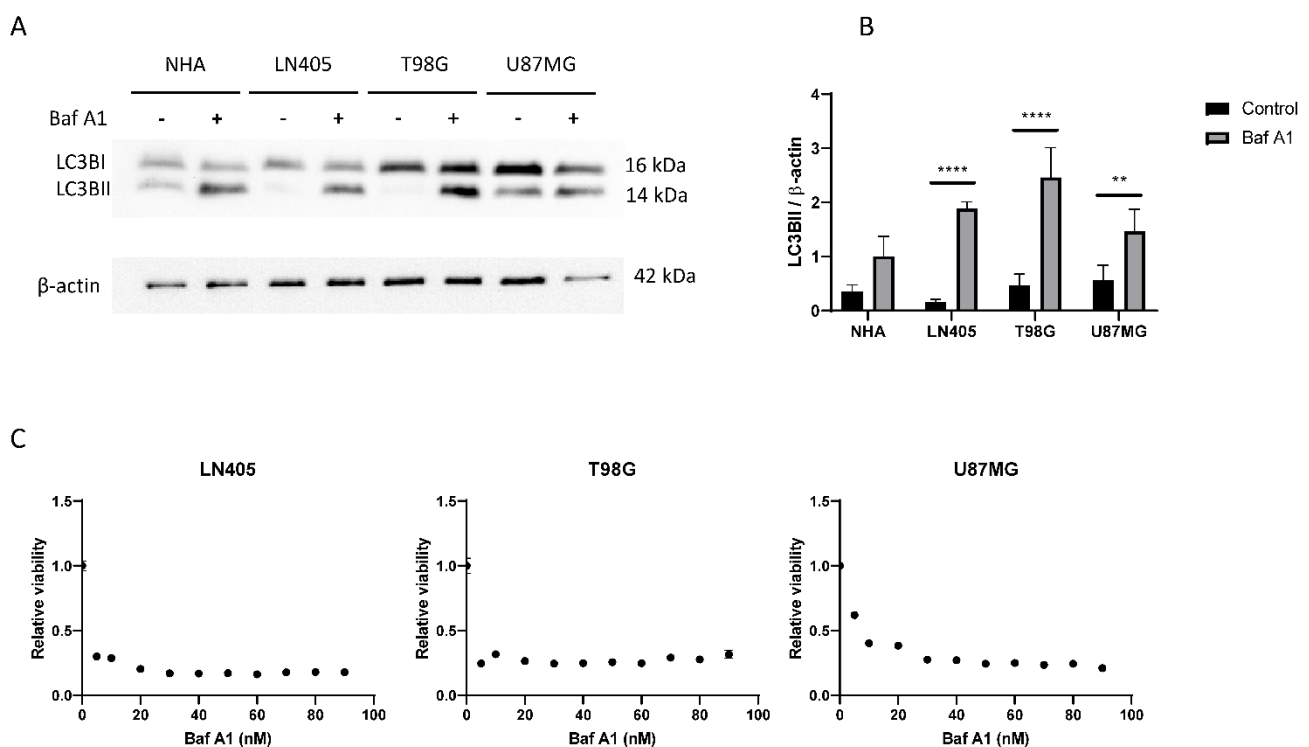 A
NHA LN405 T98G U87MG
Baf A1 - + - + - + - +
LC3BI 16 kDa
LC3BII 14 kDa
β-actin 42 kDa
B
LC3BII / β-actin
4
3
2
1
0
****
****
**
NHA LN405 T98G U87MG
Control
Baf A1
C
LN405
Relative viability
1.5
1.0
0.5
0.0
0 20 40 60 80 100
Baf A1 (nM)
T98G
Relative viability
1.5
1.0
0.5
0.0
0 20 40 60 80 100
Baf A1 (nM)
U87MG
Relative viability
1.5
1.0
0.5
0.0
0 20 40 60 80 100
Baf A1 (nM)